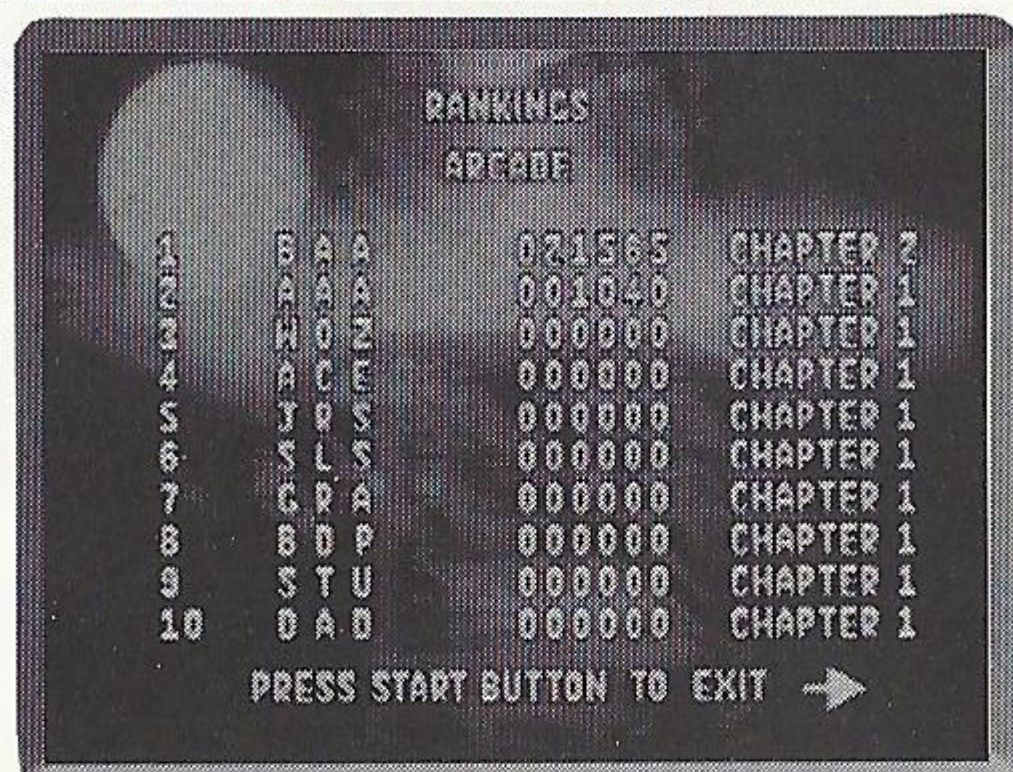 RANKINGS
ARCADE
1 B A A 021565 CHAPTER 2
2 A A A 001040 CHAPTER 1
3 W O Z 000000 CHAPTER 1
4 A C E 000000 CHAPTER 1
5 J R S 000000 CHAPTER 1
6 S L S 000000 CHAPTER 1
7 G R A 000000 CHAPTER 1
8 B O P 000000 CHAPTER 1
9 S T U 000000 CHAPTER 1
10 D A D 000000 CHAPTER 1
PRESS START BUTTON TO EXIT